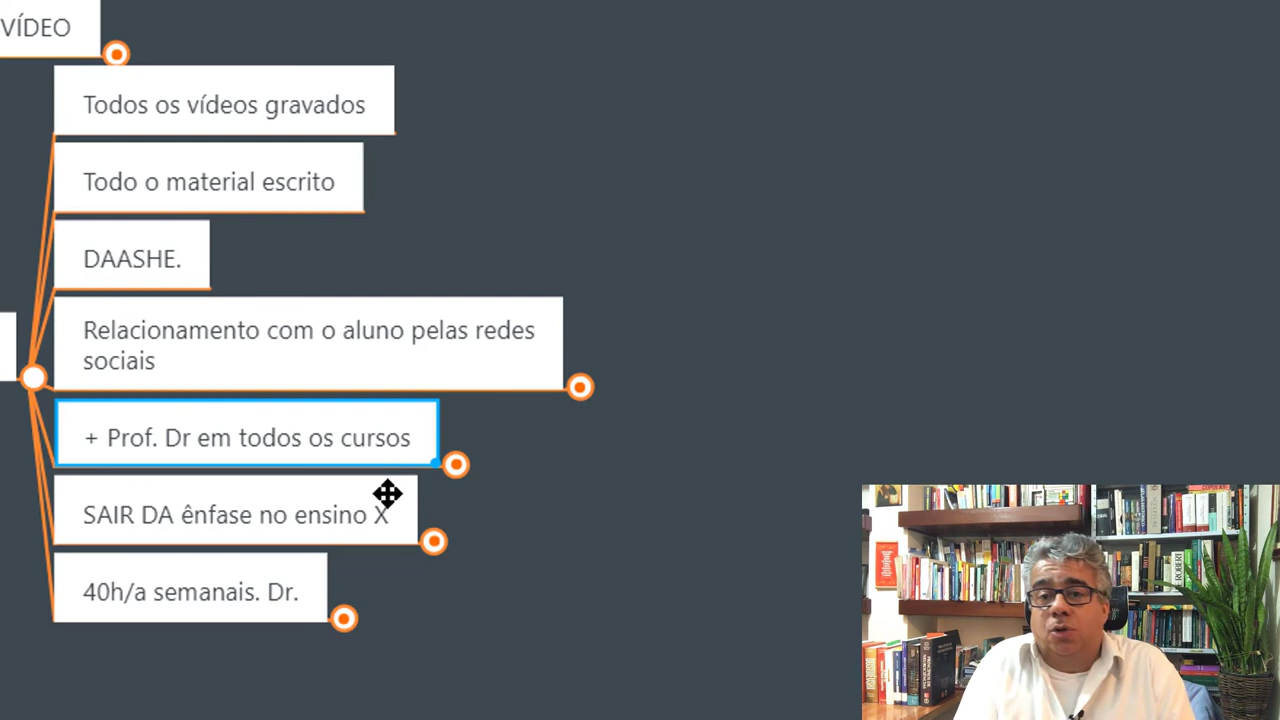 VÍDEO
Todos os vídeos gravados
Todo o material escrito
DAASHE.
Relacionamento com o aluno pelas redes
sociais
+ Prof. Dr em todos os cursos
SAIR DA ênfase no ensino X
40h/a semanais. Dr.